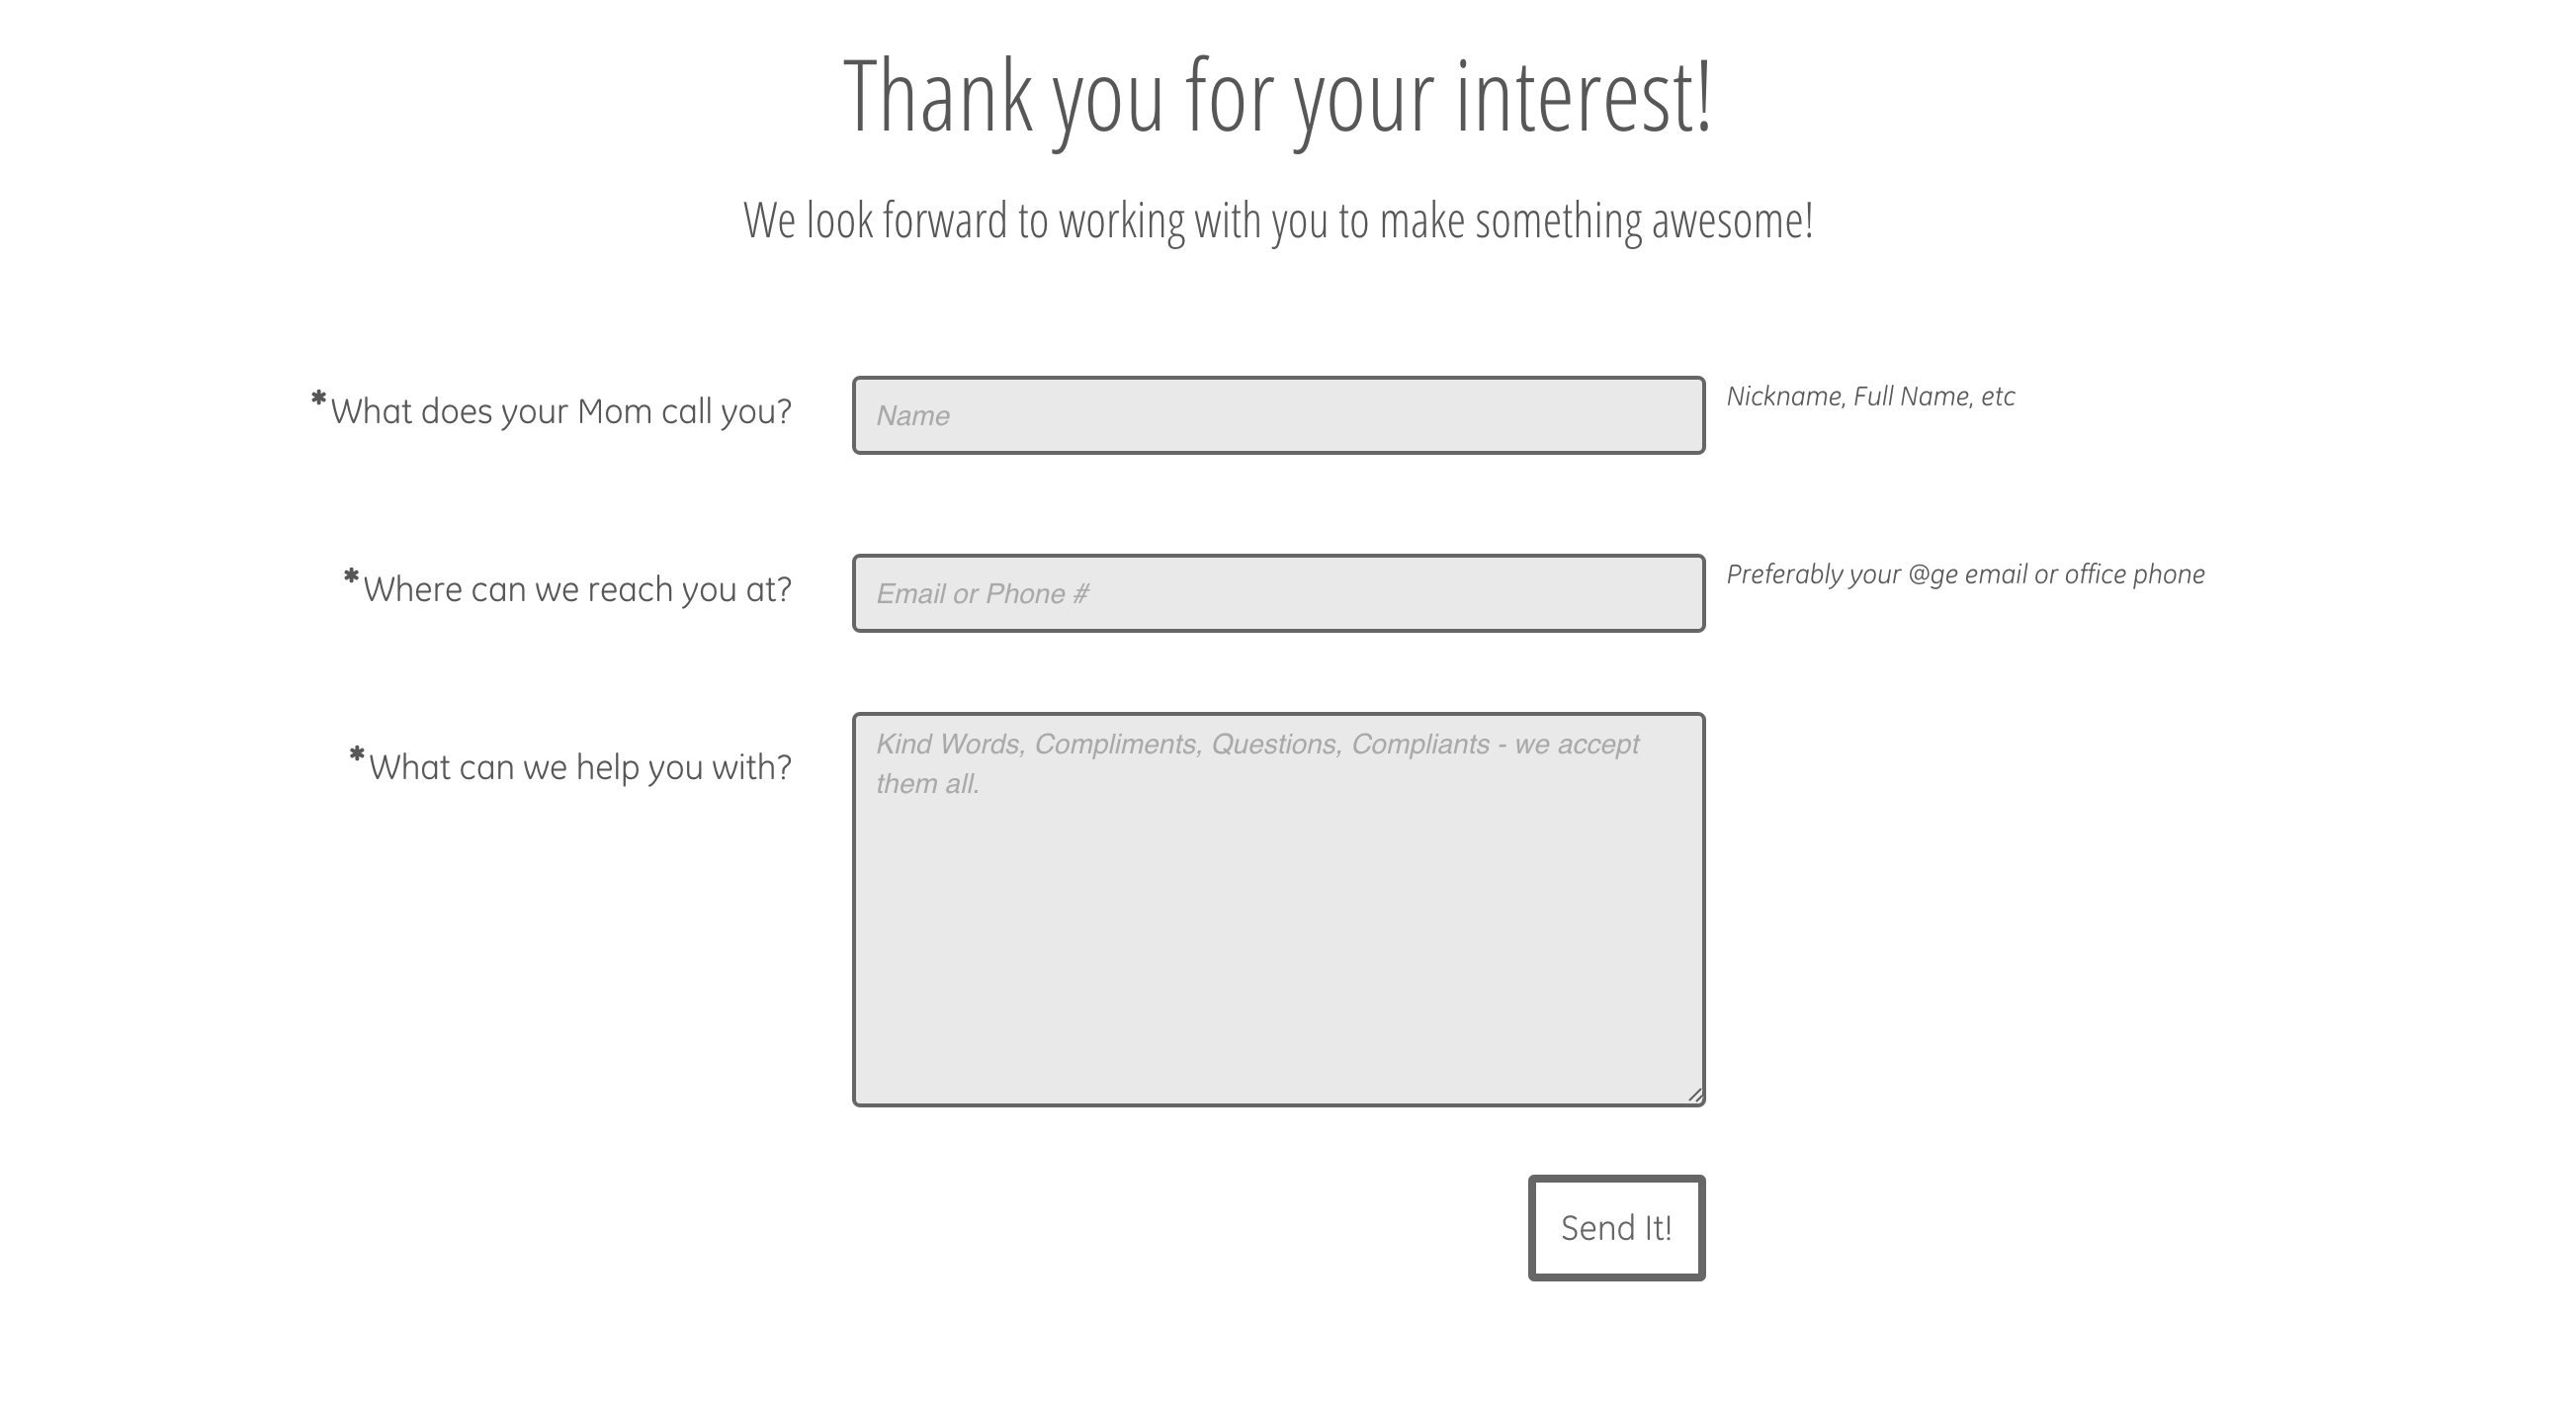 Thank you for your interest!
We look forward to working with you to make something awesome!
*What does your Mom call you?
Name
Nickname, Full Name, etc
*Where can we reach you at?
Email or Phone #
Preferably your @ge email or office phone
*What can we help you with?
Kind Words, Compliments, Questions, Compliants - we accept
them all.
Send It!